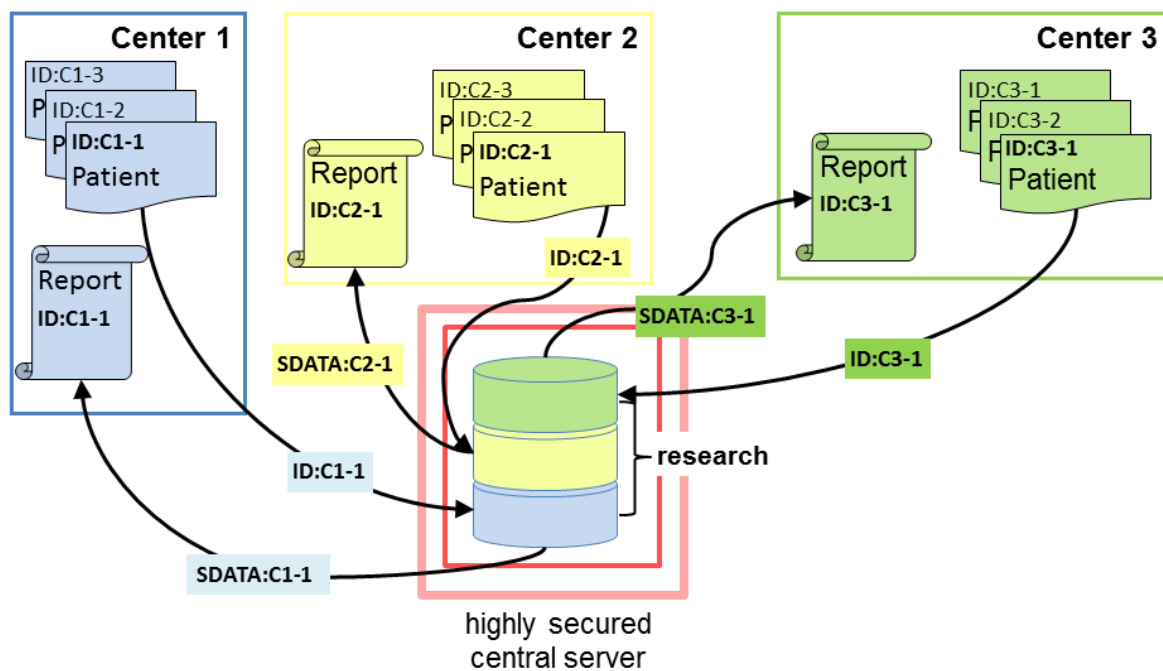 Center 1
ID:C1-3
P
ID:C1-2
P
ID:C1-1
Patient
Report
ID:C1-1
Center 2
ID:C2-3
P
ID:C2-2
P
ID:C2-1
Patient
Report
ID:C2-1
ID:C2-1
Center 3
ID:C3-1
ID:C3-2
ID:C3-1
Patient
Report
ID:C3-1
SDATA:C3-1
SDATA:C2-1
ID:C3-1
research
ID:C1-1
SDATA:C1-1
highly secured
central server